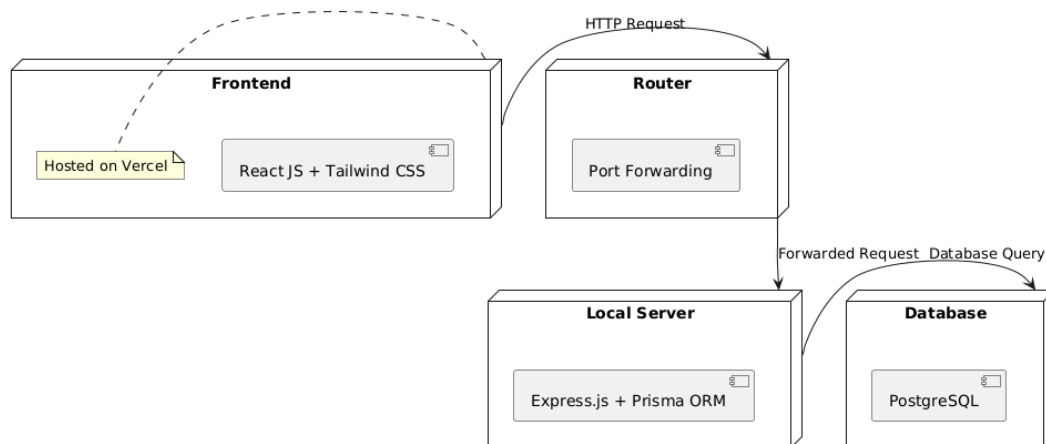 HTTP Request
Frontend
Router
Hosted on Vercel
React JS + Tailwind CSS
Port Forwarding
Forwarded Request
Database Query
Local Server
Database
Express.js + Prisma ORM
PostgreSQL